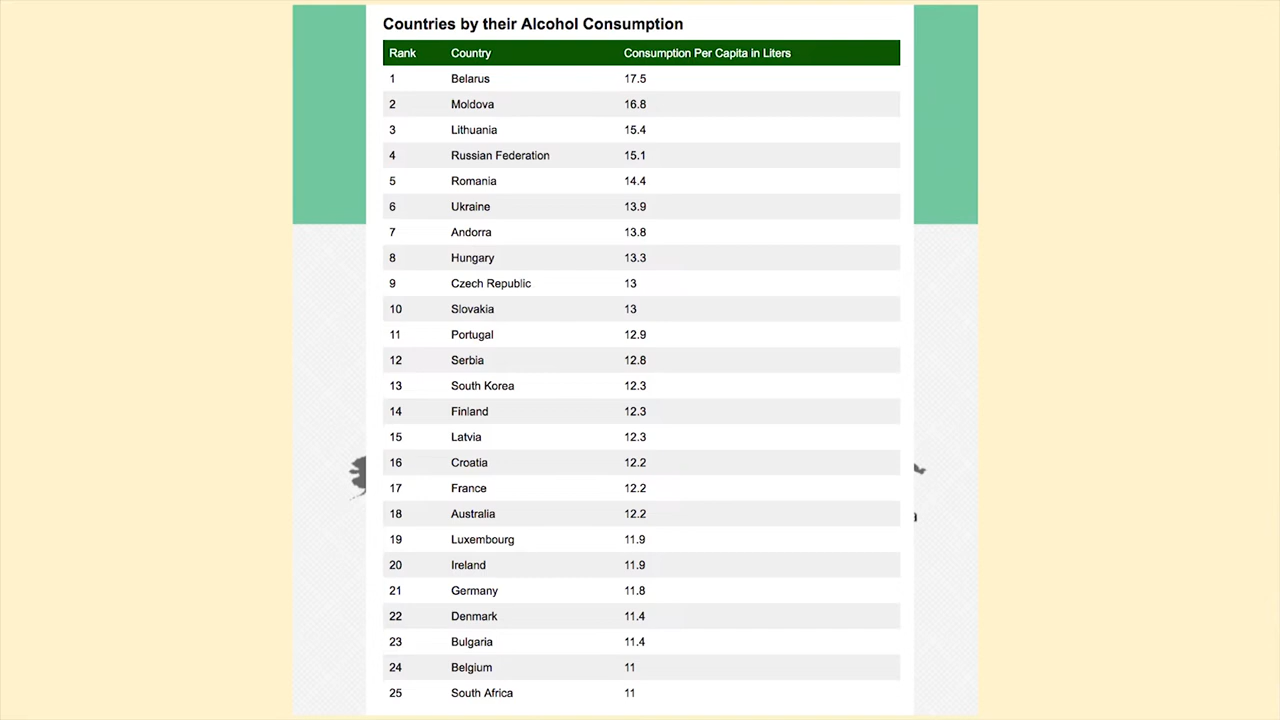 Countries by their Alcohol Consumption
Rank Country Consumption Per Capita in Liters
1 Belarus 17.5
2 Moldova 16.8
3 Lithuania 15.4
4 Russian Federation 15.1
5 Romania 14.4
6 Ukraine 13.9
7 Andorra 13.8
8 Hungary 13.3
9 Czech Republic 13
10 Slovakia 13
11 Portugal 12.9
12 Serbia 12.8
13 South Korea 12.3
14 Finland 12.3
15 Latvia 12.3
16 Croatia 12.2
17 France 12.2
18 Australia 12.2
19 Luxembourg 11.9
20 Ireland 11.9
21 Germany 11.8
22 Denmark 11.4
23 Bulgaria 11.4
24 Belgium 11
25 South Africa 11